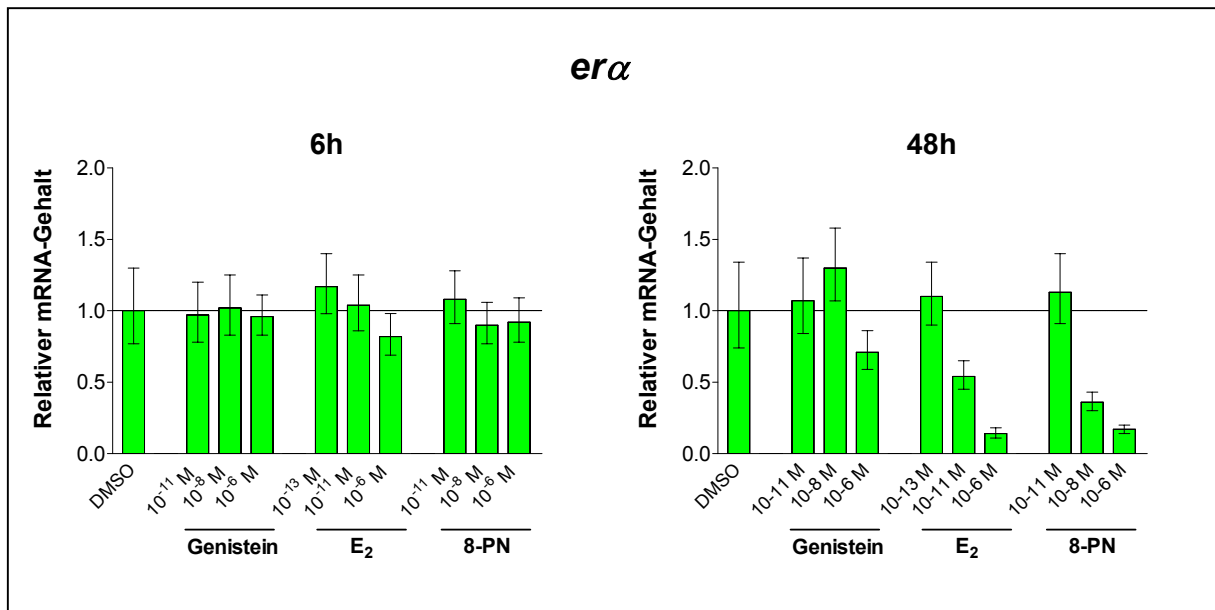 erα
6h
Relativer mRNA-Gehalt
2.0
1.5
1.0
0.5
0.0
DMSO
10⁻¹¹ M
10⁻⁸ M
10⁻⁶ M
10⁻¹³ M
10⁻¹¹ M
10⁻⁶ M
10⁻¹¹ M
10⁻⁸ M
10⁻⁶ M
Genistein
E₂
8-PN
48h
Relativer mRNA-Gehalt
2.0
1.5
1.0
0.5
0.0
DMSO
10-11 M
10-8 M
10-6 M
10-13 M
10-11 M
10-6 M
10-11 M
10-8 M
10-6 M
Genistein
E₂
8-PN